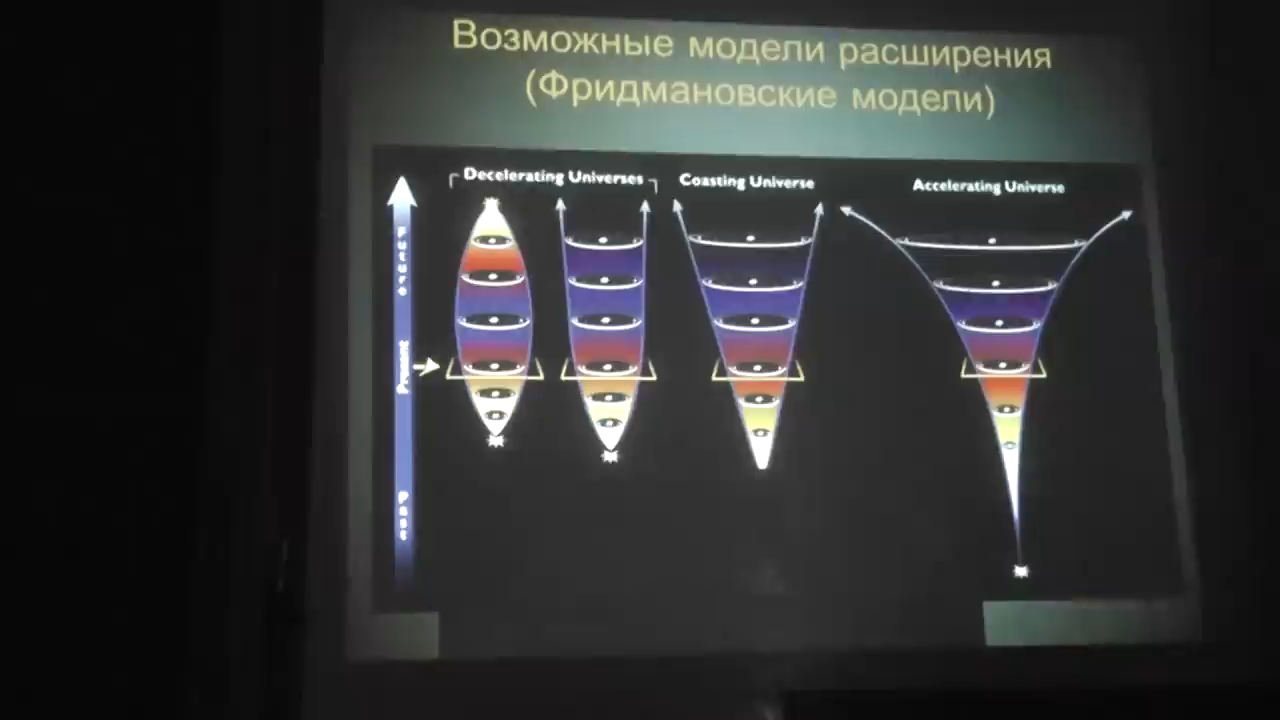 Возможные модели расширения
(Фридмановские модели)
Decelerating Universes
Coasting Universe
Accelerating Universe
Future
Present
Past